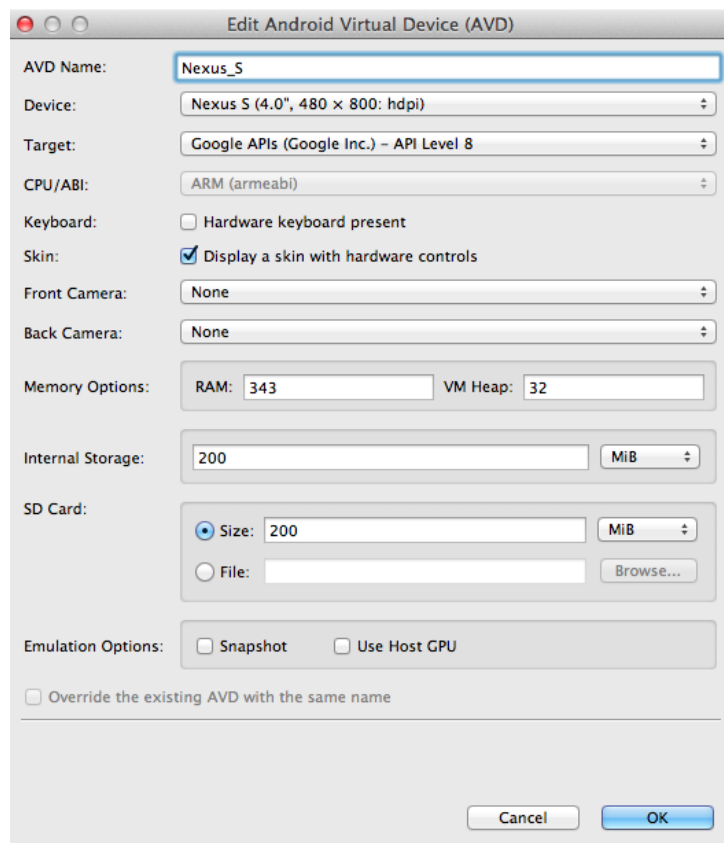 Edit Android Virtual Device (AVD)
AVD Name: Nexus_S
Device: Nexus S (4.0", 480 × 800: hdpi)
Target: Google APIs (Google Inc.) – API Level 8
CPU/ABI: ARM (armeabi)
Keyboard: Hardware keyboard present
Skin: Display a skin with hardware controls
Front Camera: None
Back Camera: None
Memory Options: RAM: 343 VM Heap: 32
Internal Storage: 200 MiB
SD Card:
Size: 200 MiB
File: Browse...
Emulation Options: Snapshot Use Host GPU
Override the existing AVD with the same name
Cancel OK